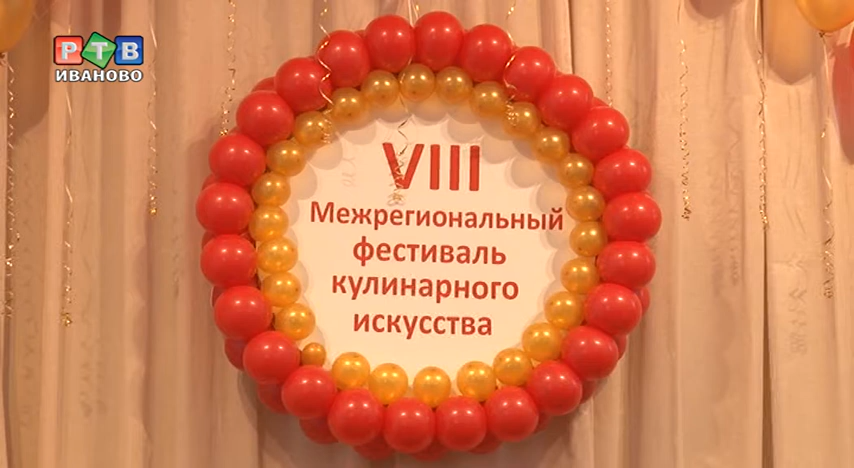 РТВ
ИВАНОВО
VIII
Межрегиональный
фестиваль
кулинарного
искусства